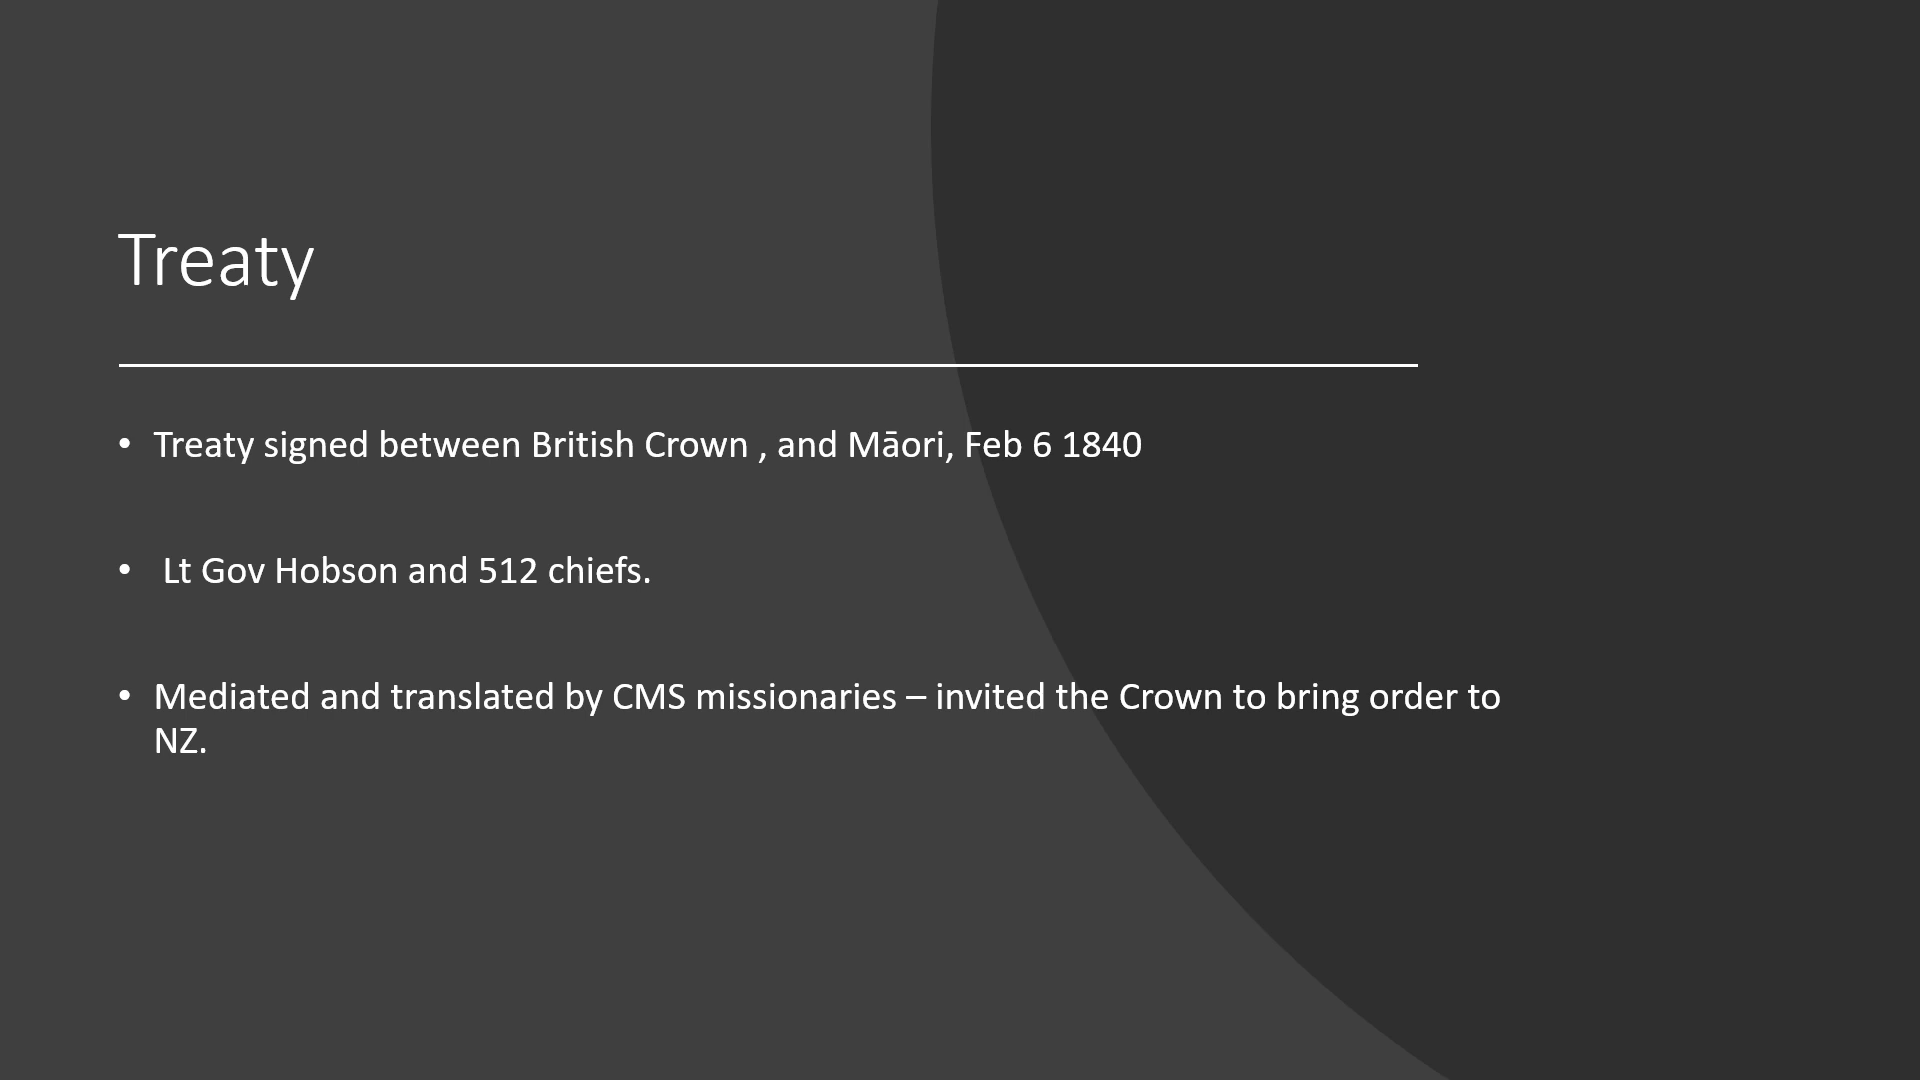 Treaty
• Treaty signed between British Crown , and Māori, Feb 6 1840
• Lt Gov Hobson and 512 chiefs.
• Mediated and translated by CMS missionaries – invited the Crown to bring order to
NZ.